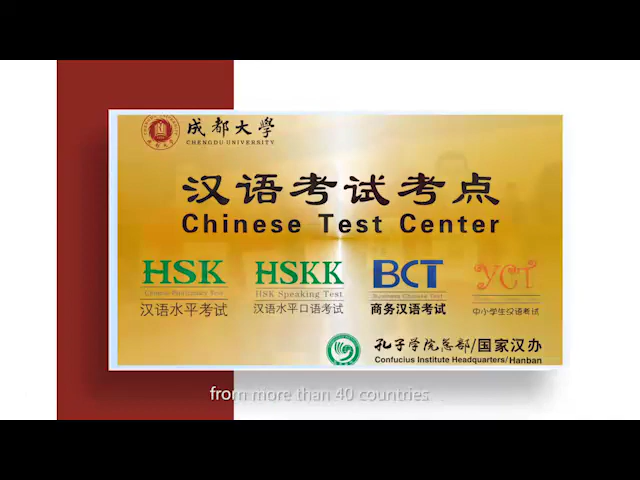 成都大學
CHENGDU UNIVERSITY
汉语考试考点
Chinese Test Center
HSK
Chinese Proficiency Test
汉语水平考试
HSKK
HSK Speaking Test
汉语水平口语考试
BCT
Business Chinese Test
商务汉语考试
YCT
中小学生汉语考试
孔子学院总部/国家汉办
Confucius Institute Headquarters/Hanban
from more than 40 countries